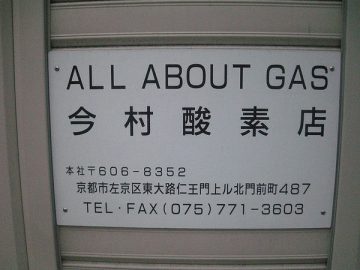 ALL ABOUT GAS
今村酸素店
本社〒606-8352
京都市左京区東大路仁王門上ル北門前町487
TEL・FAX(075)771-3603